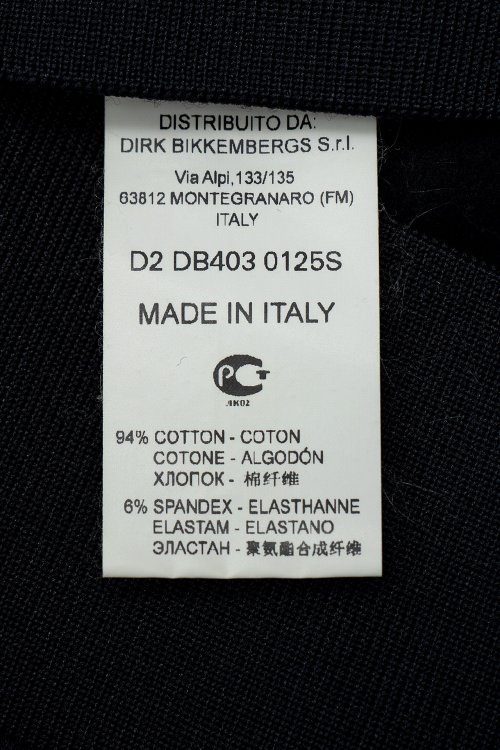 DISTRIBUITO DA:
DIRK BIKKEMBERGS S.r.l.
Via Alpi,133/135
63812 MONTEGRANARO (FM)
ITALY
D2 DB403 0125S
MADE IN ITALY
РСТ
АЯ02
94% COTTON - COTON
COTONE - ALGODÓN
ХЛОПОК - 棉纤维
6% SPANDEX - ELASTHANNE
ELASTAM - ELASTANO
ЭЛАСТАН - 聚氨酯合成纤维